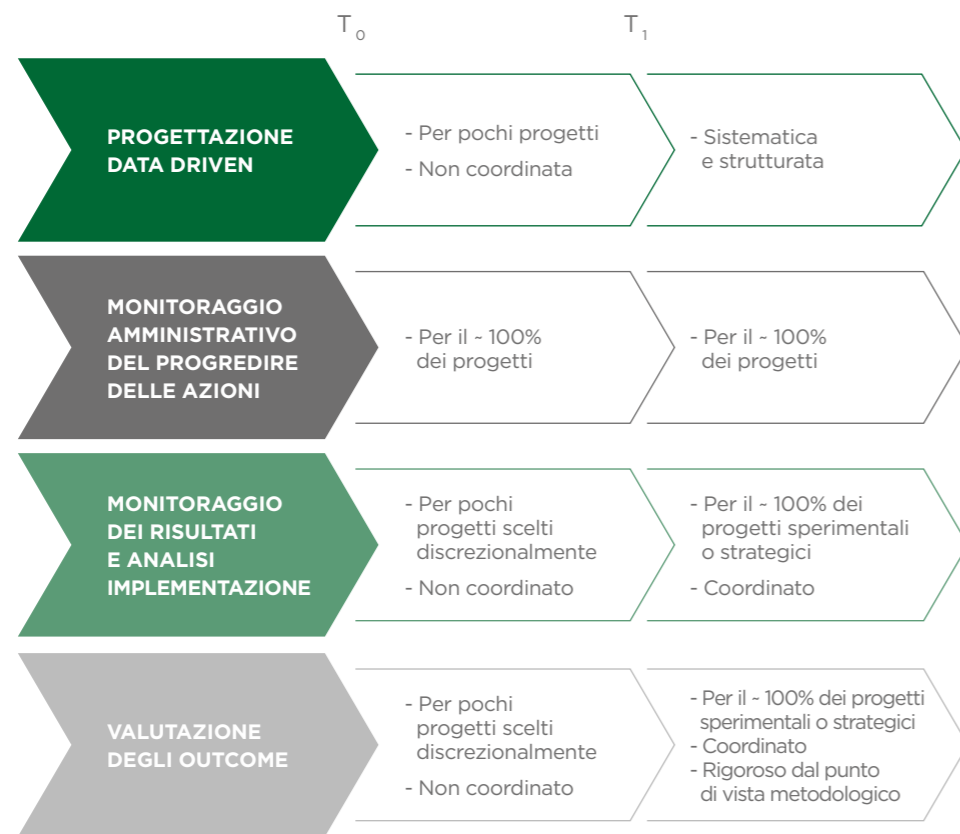 T₀
T₁
PROGETTAZIONE
DATA DRIVEN
- Per pochi progetti
- Non coordinata
- Sistematica
e strutturata
MONITORAGGIO
AMMINISTRATIVO
DEL PROGREDIRE
DELLE AZIONI
- Per il ~ 100%
dei progetti
- Per il ~ 100%
dei progetti
MONITORAGGIO
DEI RISULTATI
E ANALISI
IMPLEMENTAZIONE
- Per pochi
progetti scelti
discrezionalmente
- Non coordinato
- Per il ~ 100% dei
progetti sperimentali
o strategici
- Coordinato
VALUTAZIONE
DEGLI OUTCOME
- Per pochi
progetti scelti
discrezionalmente
- Non coordinato
- Per il ~ 100% dei progetti
sperimentali o strategici
- Coordinato
- Rigoroso dal punto
di vista metodologico